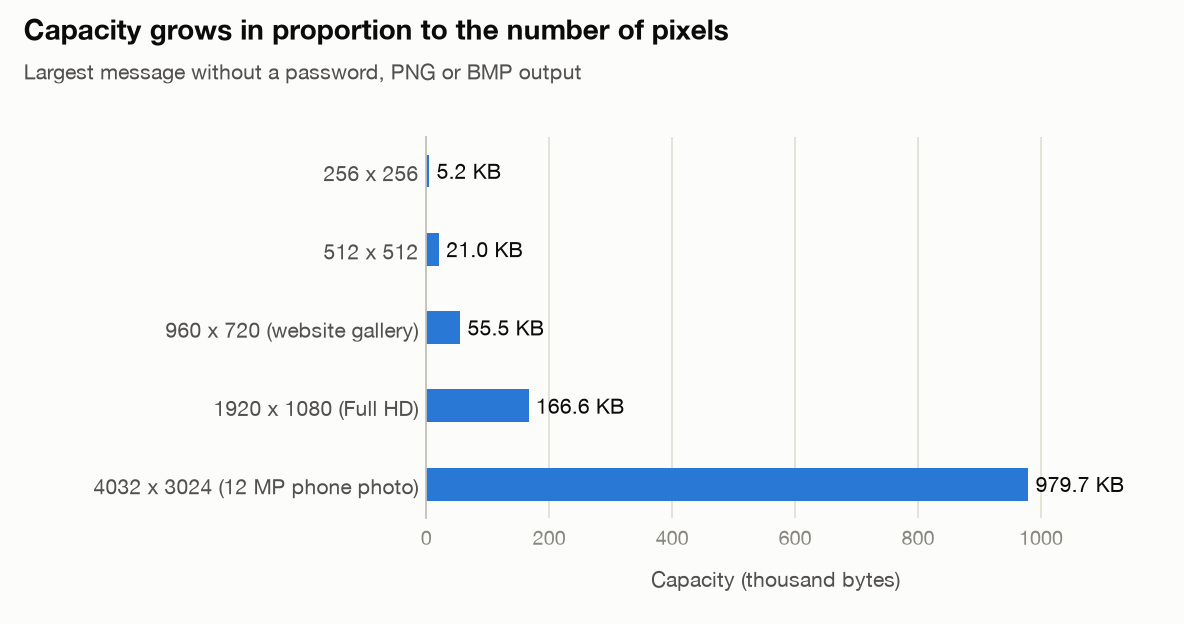 Capacity grows in proportion to the number of pixels
Largest message without a password, PNG or BMP output
256 x 256 5.2 KB
512 x 512 21.0 KB
960 x 720 (website gallery) 55.5 KB
1920 x 1080 (Full HD) 166.6 KB
4032 x 3024 (12 MP phone photo) 979.7 KB
0 200 400 600 800 1000
Capacity (thousand bytes)